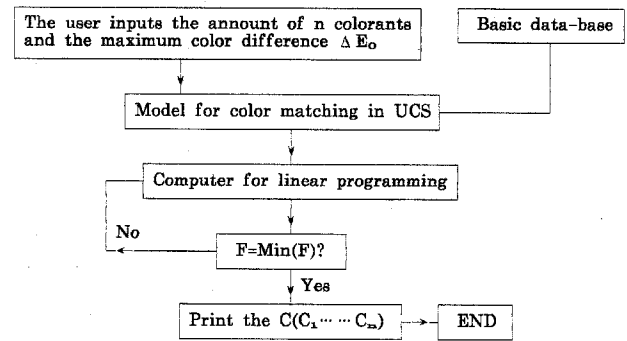 The user inputs the annount of n colorants
and the maximum color difference Δ E₀
Basic data-base
Model for color matching in UCS
Computer for linear programming
No
F=Min(F)?
Yes
Print the C(C₁... ... Cₙ)
END